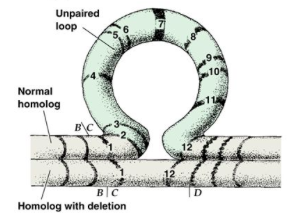 Unpaired
loop
5 6 7 8
4 9
10
11
Normal
homolog
3
B C 2
1 12
1 12
B C D
Homolog with deletion